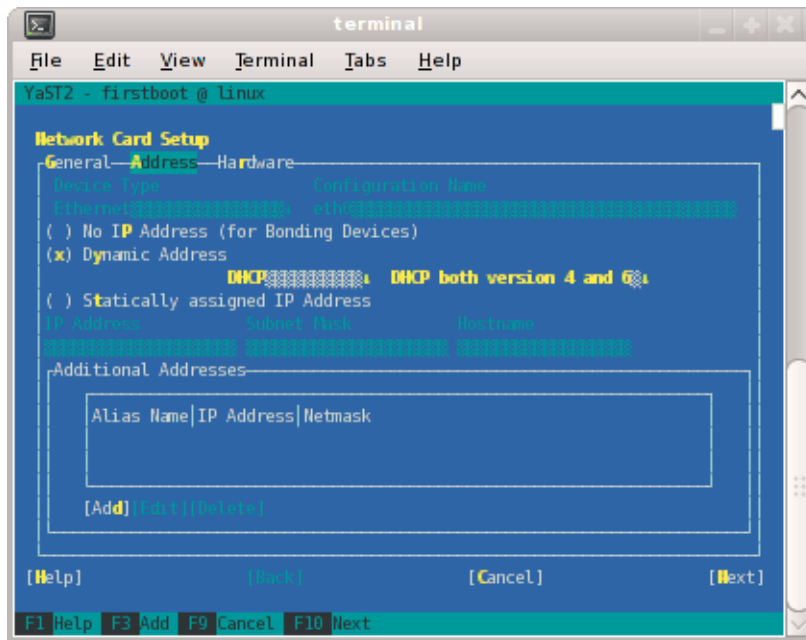 terminal
File Edit View Terminal Tabs Help
YaST2 - firstboot @ linux
Network Card Setup
General Address Hardware
Device Type Configuration Name
Ethernet eth0
( ) No IP Address (for Bonding Devices)
(x) Dynamic Address
DHCP DHCP both version 4 and 6
( ) Statically assigned IP Address
IP Address Subnet Mask Hostname
Additional Addresses
Alias Name|IP Address|Netmask
[Add][Edit][Delete]
[Help] [Back] [Cancel] [Next]
F1 Help F3 Add F9 Cancel F10 Next